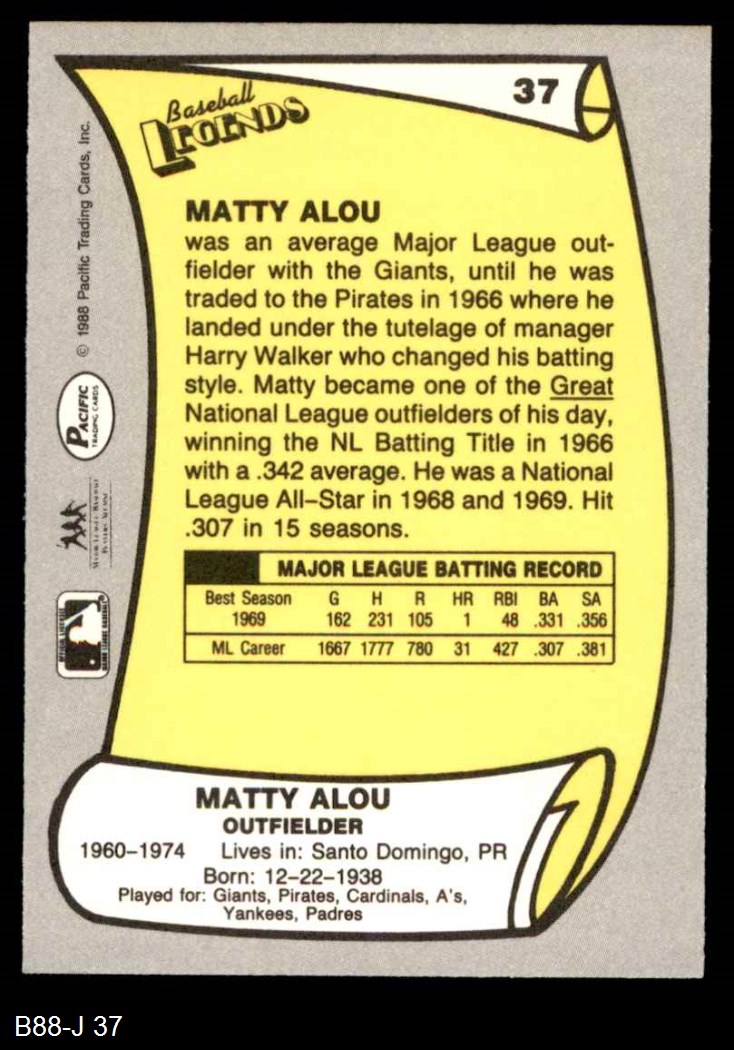 37
Baseball
LEGENDS
© 1988 Pacific Trading Cards, Inc.
PACIFIC
TRADING CARDS
MATTY ALOU
was an average Major League out-
fielder with the Giants, until he was
traded to the Pirates in 1966 where he
landed under the tutelage of manager
Harry Walker who changed his batting
style. Matty became one of the Great
National League outfielders of his day,
winning the NL Batting Title in 1966
with a .342 average. He was a National
League All-Star in 1968 and 1969. Hit
.307 in 15 seasons.
MAJOR LEAGUE BATTING RECORD
Best Season G H R HR RBI BA SA
1969 162 231 105 1 48 .331 .356
ML Career 1667 1777 780 31 427 .307 .381
MATTY ALOU
OUTFIELDER
1960-1974 Lives in: Santo Domingo, PR
Born: 12-22-1938
Played for: Giants, Pirates, Cardinals, A's,
Yankees, Padres
B88-J 37